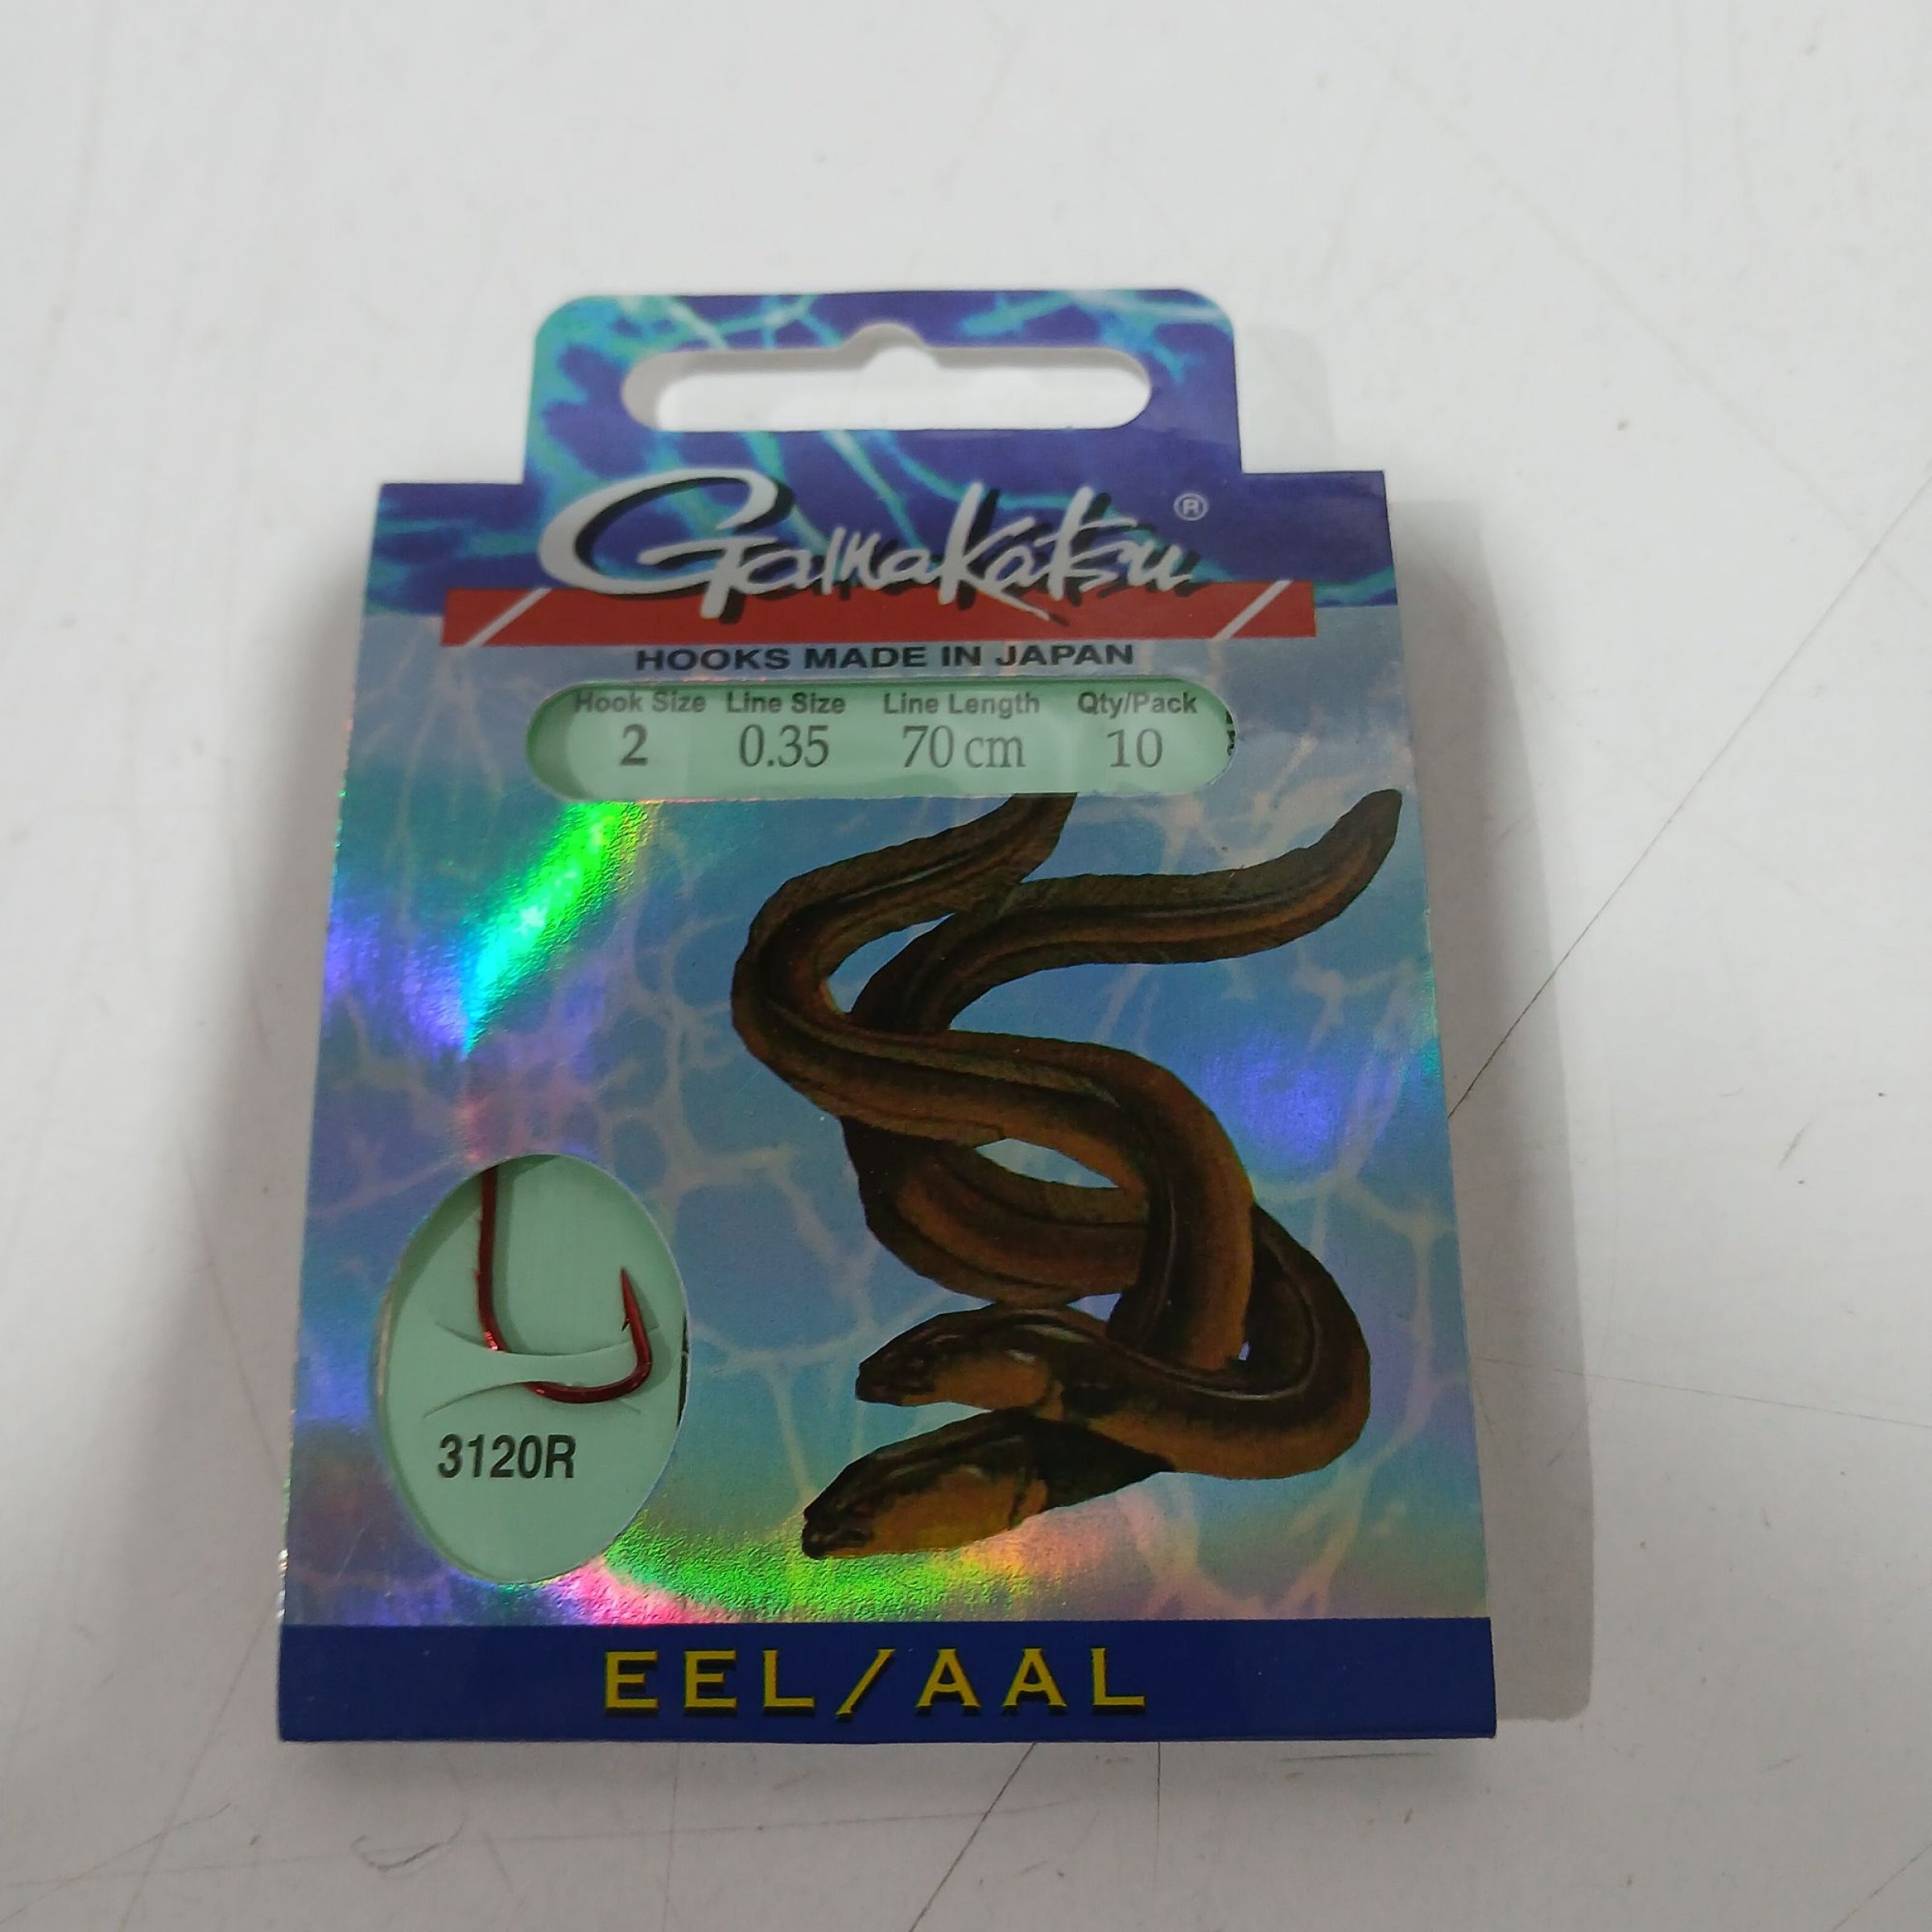 Gamakatsu®
HOOKS MADE IN JAPAN
Hook Size Line Size Line Length Qty/Pack
2 0.35 70 cm 10
3120R
EEL/AAL